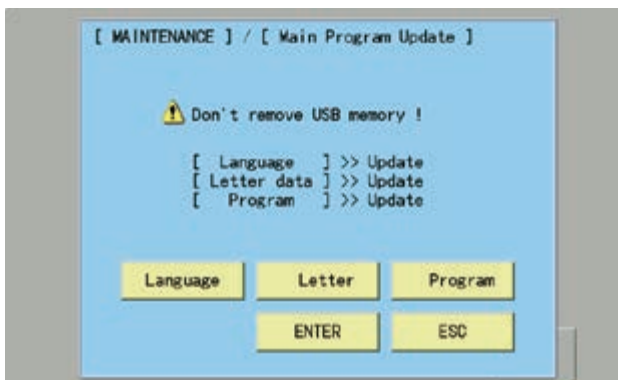 [ MAINTENANCE ] / [ Main Program Update ]
Don't remove USB memory !
[ Language ] >> Update
[ Letter data ] >> Update
[ Program ] >> Update
Language Letter Program
ENTER ESC